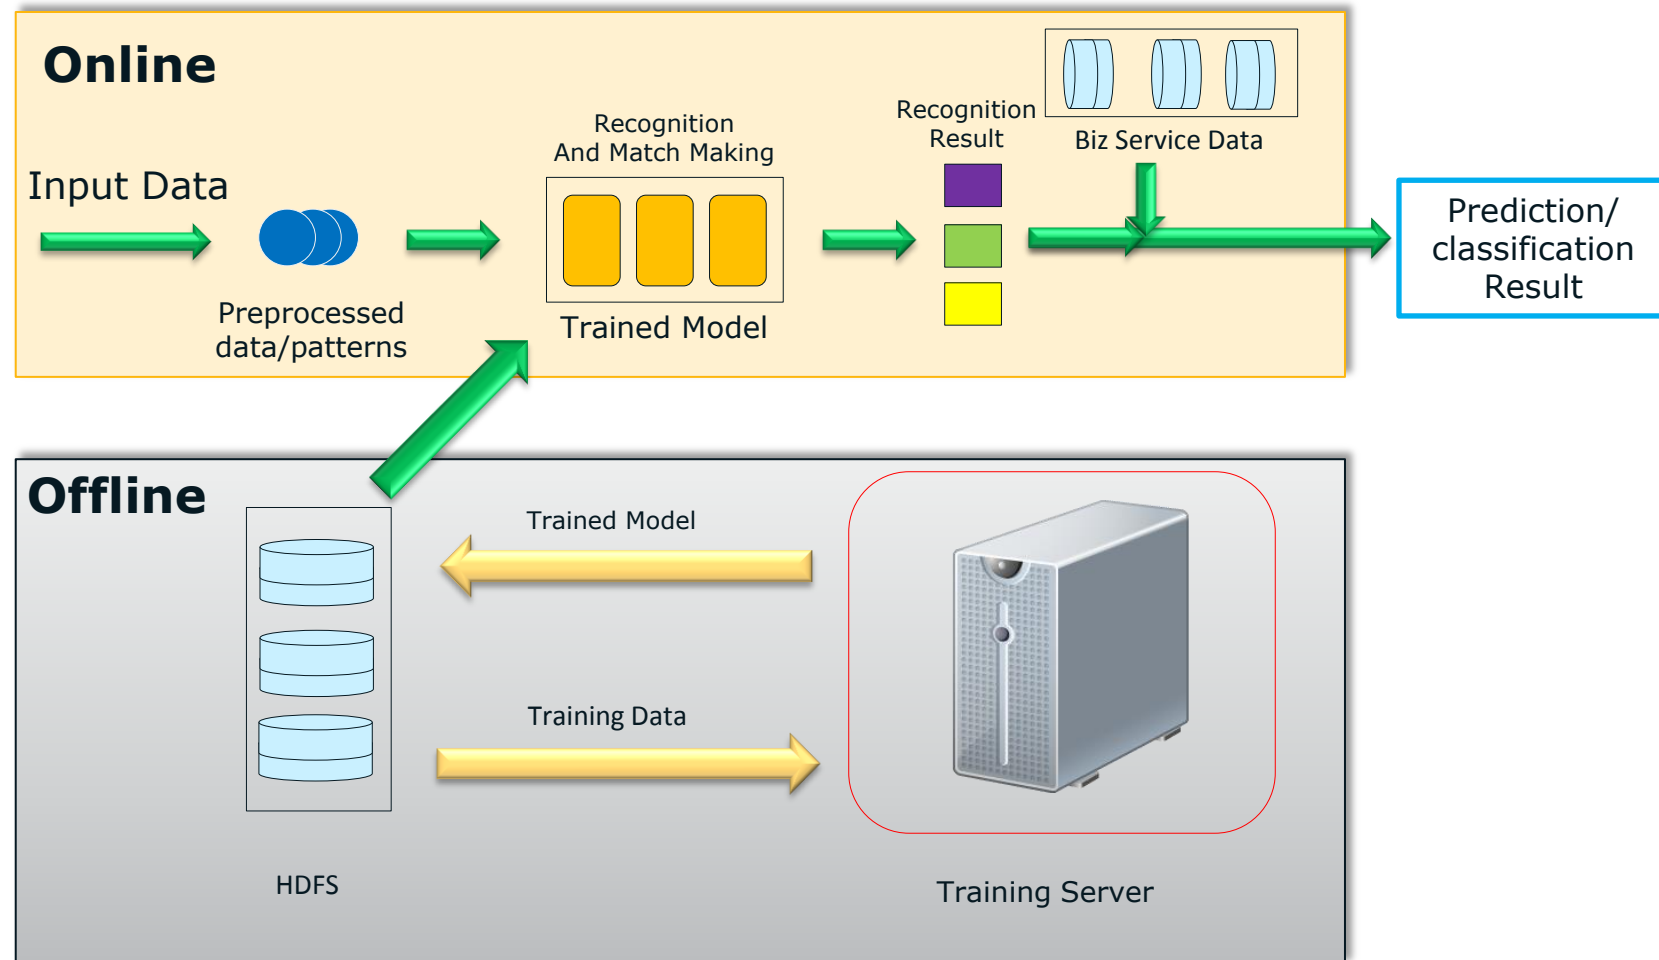 Online
Input Data
Preprocessed
data/patterns
Recognition
And Match Making
Trained Model
Recognition
Result
Biz Service Data
Prediction/
classification
Result
Offline
Trained Model
Training Data
HDFS
Training Server